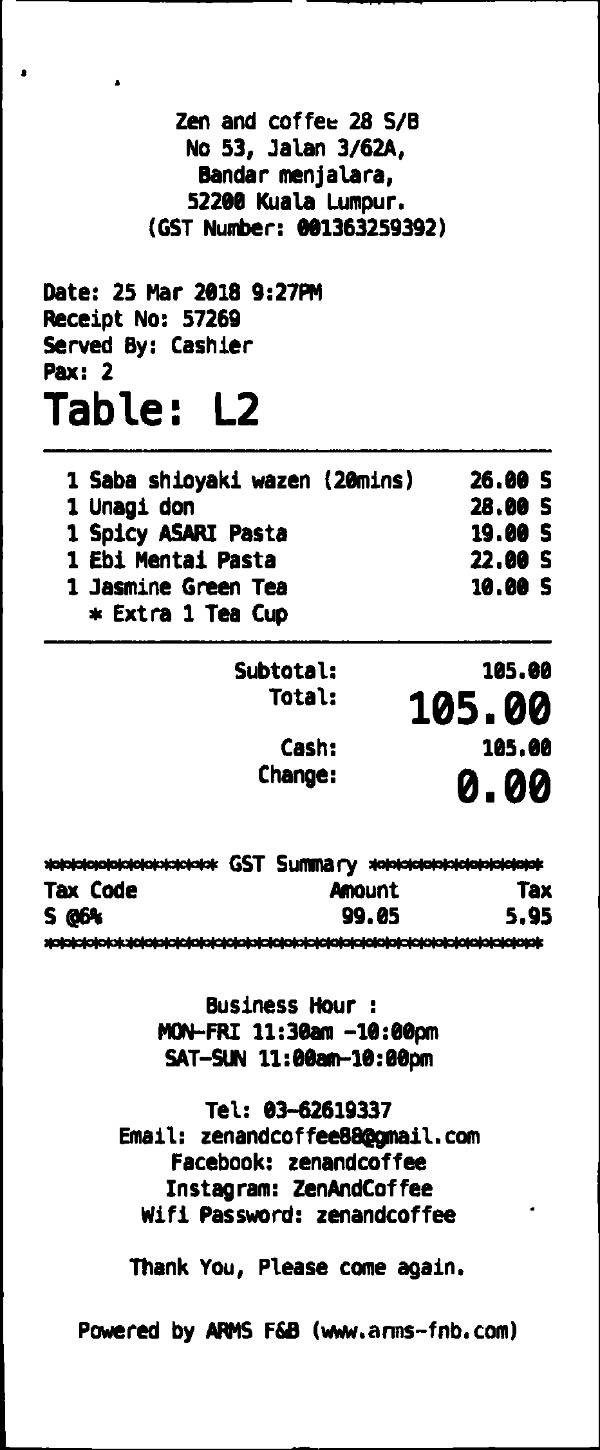 Zen and coffee 28 S/B
No 53, Jalan 3/62A,
Bandar menjalara,
52200 Kuala Lumpur.
(GST Number: 001363259392)
Date: 25 Mar 2018 9:27PM
Receipt No: 57269
Served By: Cashier
Pax: 2
Table: L2
1 Saba shioyaki wazen (20mins) 26.00 S
1 Unagi don 28.00 S
1 Spicy ASARI Pasta 19.00 S
1 Ebi Mentai Pasta 22.00 S
1 Jasmine Green Tea 10.00 S
* Extra 1 Tea Cup
Subtotal: 105.00
Total: 105.00
Cash: 105.00
Change: 0.00
*************** GST Summary ***************
Tax Code Amount Tax
S @6% 99.05 5.95
*******************************************
Business Hour :
MON-FRI 11:30am -10:00pm
SAT-SUN 11:00am-10:00pm
Tel: 03-62619337
Email: zenandcoffee88@gmail.com
Facebook: zenandcoffee
Instagram: ZenAndCoffee
Wifi Password: zenandcoffee
Thank You, Please come again.
Powered by ARMS F&B (www.arms-fnb.com)